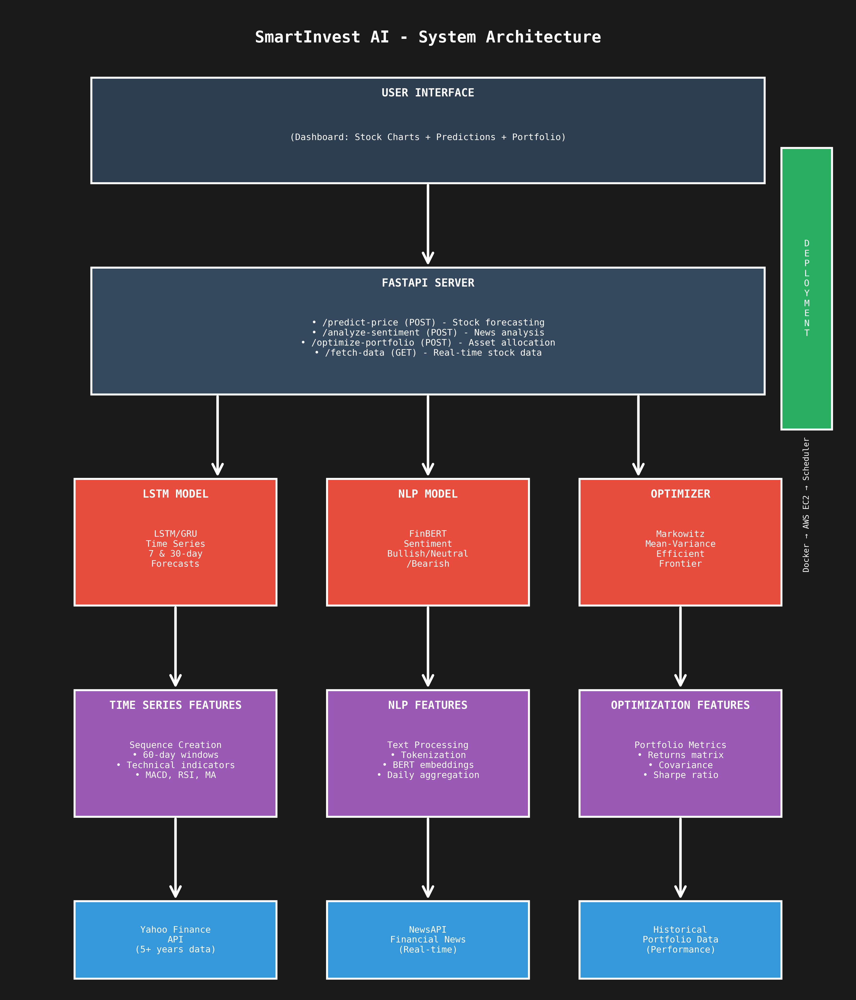 SmartInvest AI - System Architecture
USER INTERFACE
(Dashboard: Stock Charts + Predictions + Portfolio)
FASTAPI SERVER
• /predict-price (POST) - Stock forecasting
• /analyze-sentiment (POST) - News analysis
• /optimize-portfolio (POST) - Asset allocation
• /fetch-data (GET) - Real-time stock data
D
E
P
L
O
Y
M
E
N
T
Docker → AWS EC2 → Scheduler
LSTM MODEL
LSTM/GRU
Time Series
7 & 30-day
Forecasts
NLP MODEL
FinBERT
Sentiment
Bullish/Neutral
/Bearish
OPTIMIZER
Markowitz
Mean-Variance
Efficient
Frontier
TIME SERIES FEATURES
Sequence Creation
• 60-day windows
• Technical indicators
• MACD, RSI, MA
NLP FEATURES
Text Processing
• Tokenization
• BERT embeddings
• Daily aggregation
OPTIMIZATION FEATURES
Portfolio Metrics
• Returns matrix
• Covariance
• Sharpe ratio
Yahoo Finance
API
(5+ years data)
NewsAPI
Financial News
(Real-time)
Historical
Portfolio Data
(Performance)